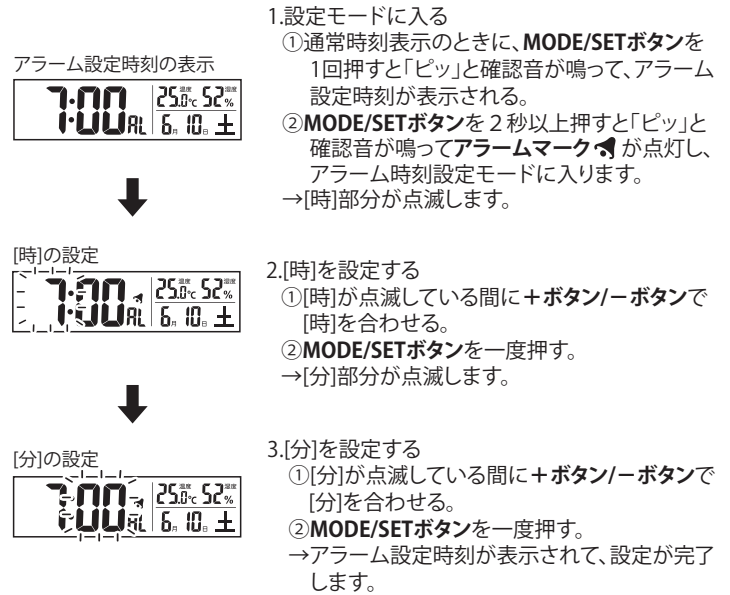 アラーム設定時刻の表示
7:00 AL 温度 25.0℃ 湿度 52%
6月 10日 土
1.設定モードに入る
①通常時刻表示のときに、MODE/SETボタンを
1回押すと「ピッ」と確認音が鳴って、アラーム
設定時刻が表示される。
②MODE/SETボタンを２秒以上押すと「ピッ」と
確認音が鳴ってアラームマーク が点灯し、
アラーム時刻設定モードに入ります。
→[時]部分が点滅します。
[時]の設定
7:00 AL 温度 25.0℃ 湿度 52%
6月 10日 土
2.[時]を設定する
①[時]が点滅している間に＋ボタン/－ボタンで
[時]を合わせる。
②MODE/SETボタンを一度押す。
→[分]部分が点滅します。
[分]の設定
7:00 AL 温度 25.0℃ 湿度 52%
6月 10日 土
3.[分]を設定する
①[分]が点滅している間に＋ボタン/－ボタンで
[分]を合わせる。
②MODE/SETボタンを一度押す。
→アラーム設定時刻が表示されて、設定が完了
します。